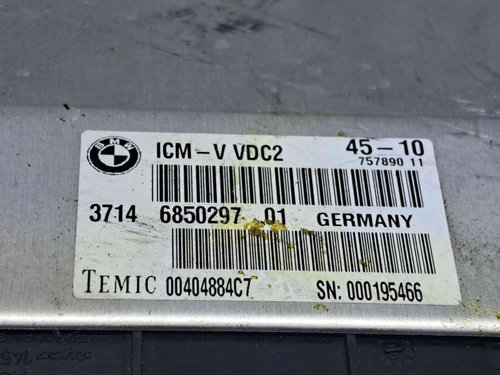 BMW
ICM-V VDC2 45-10
757890 11
3714 6850297 01 GERMANY
TEMIC 00404884C7 SN: 000195466